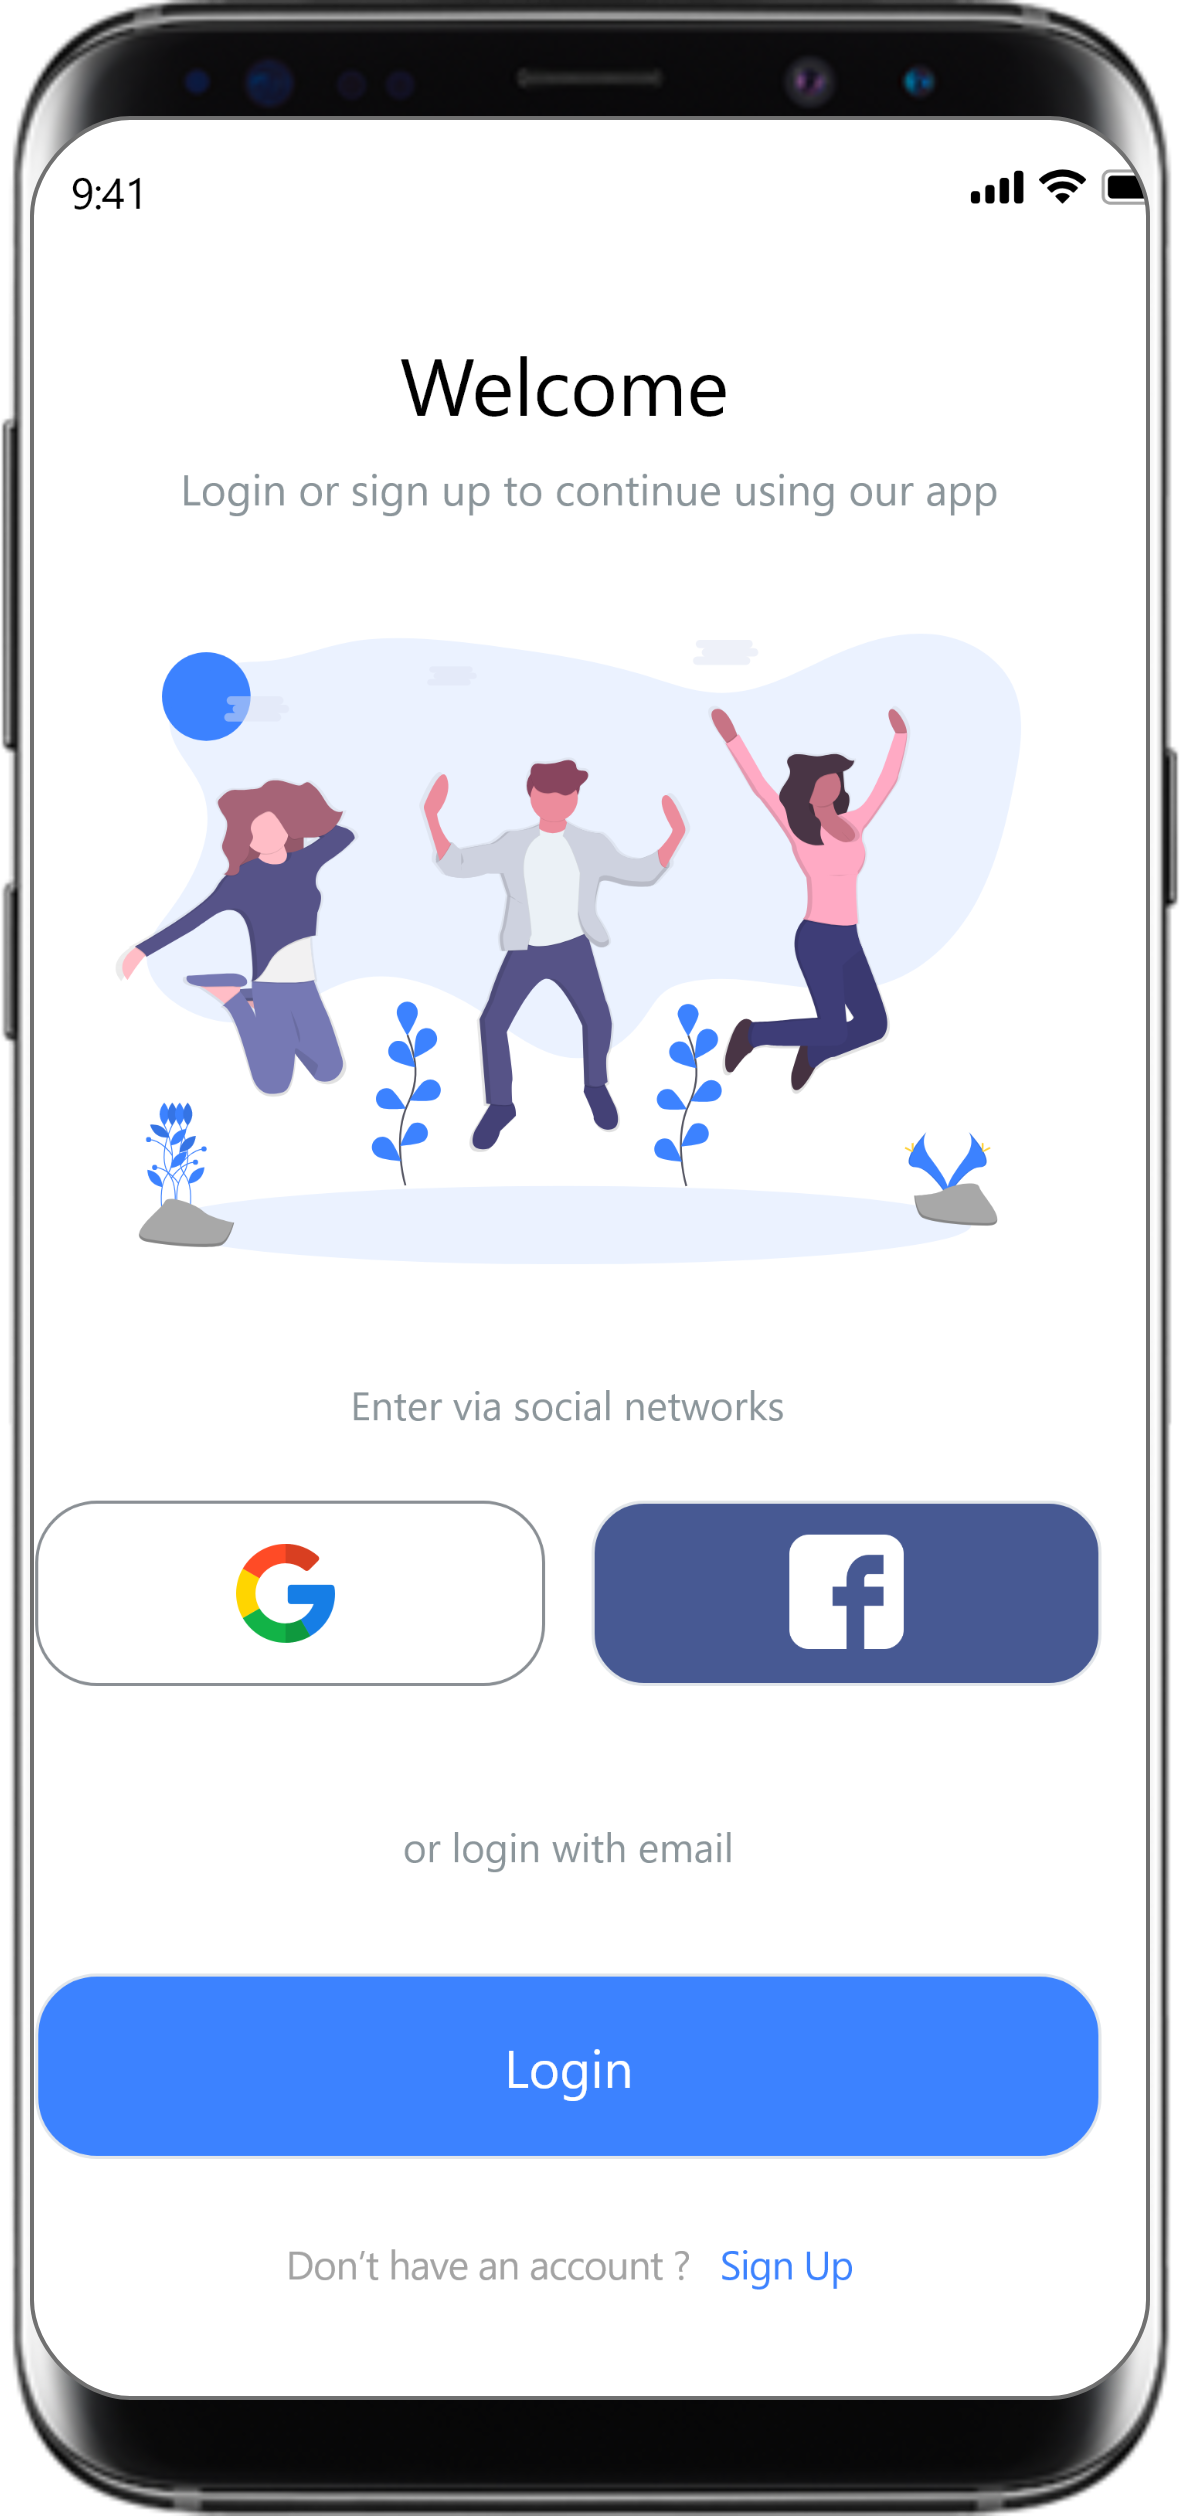 9:41
Welcome
Login or sign up to continue using our app
Enter via social networks
or login with email
Login
Don't have an account ? Sign Up